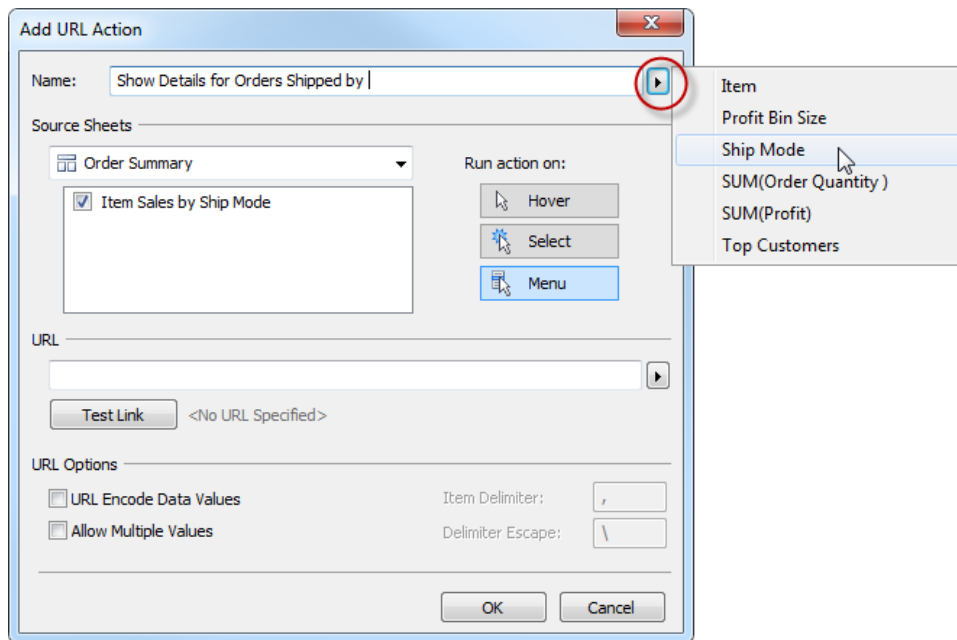 Add URL Action
Name: Show Details for Orders Shipped by
Item
Profit Bin Size
Ship Mode
SUM(Order Quantity )
SUM(Profit)
Top Customers
Source Sheets
Order Summary
Item Sales by Ship Mode
Run action on:
Hover
Select
Menu
URL
Test Link <No URL Specified>
URL Options
URL Encode Data Values
Allow Multiple Values
Item Delimiter: ,
Delimiter Escape: \
OK Cancel